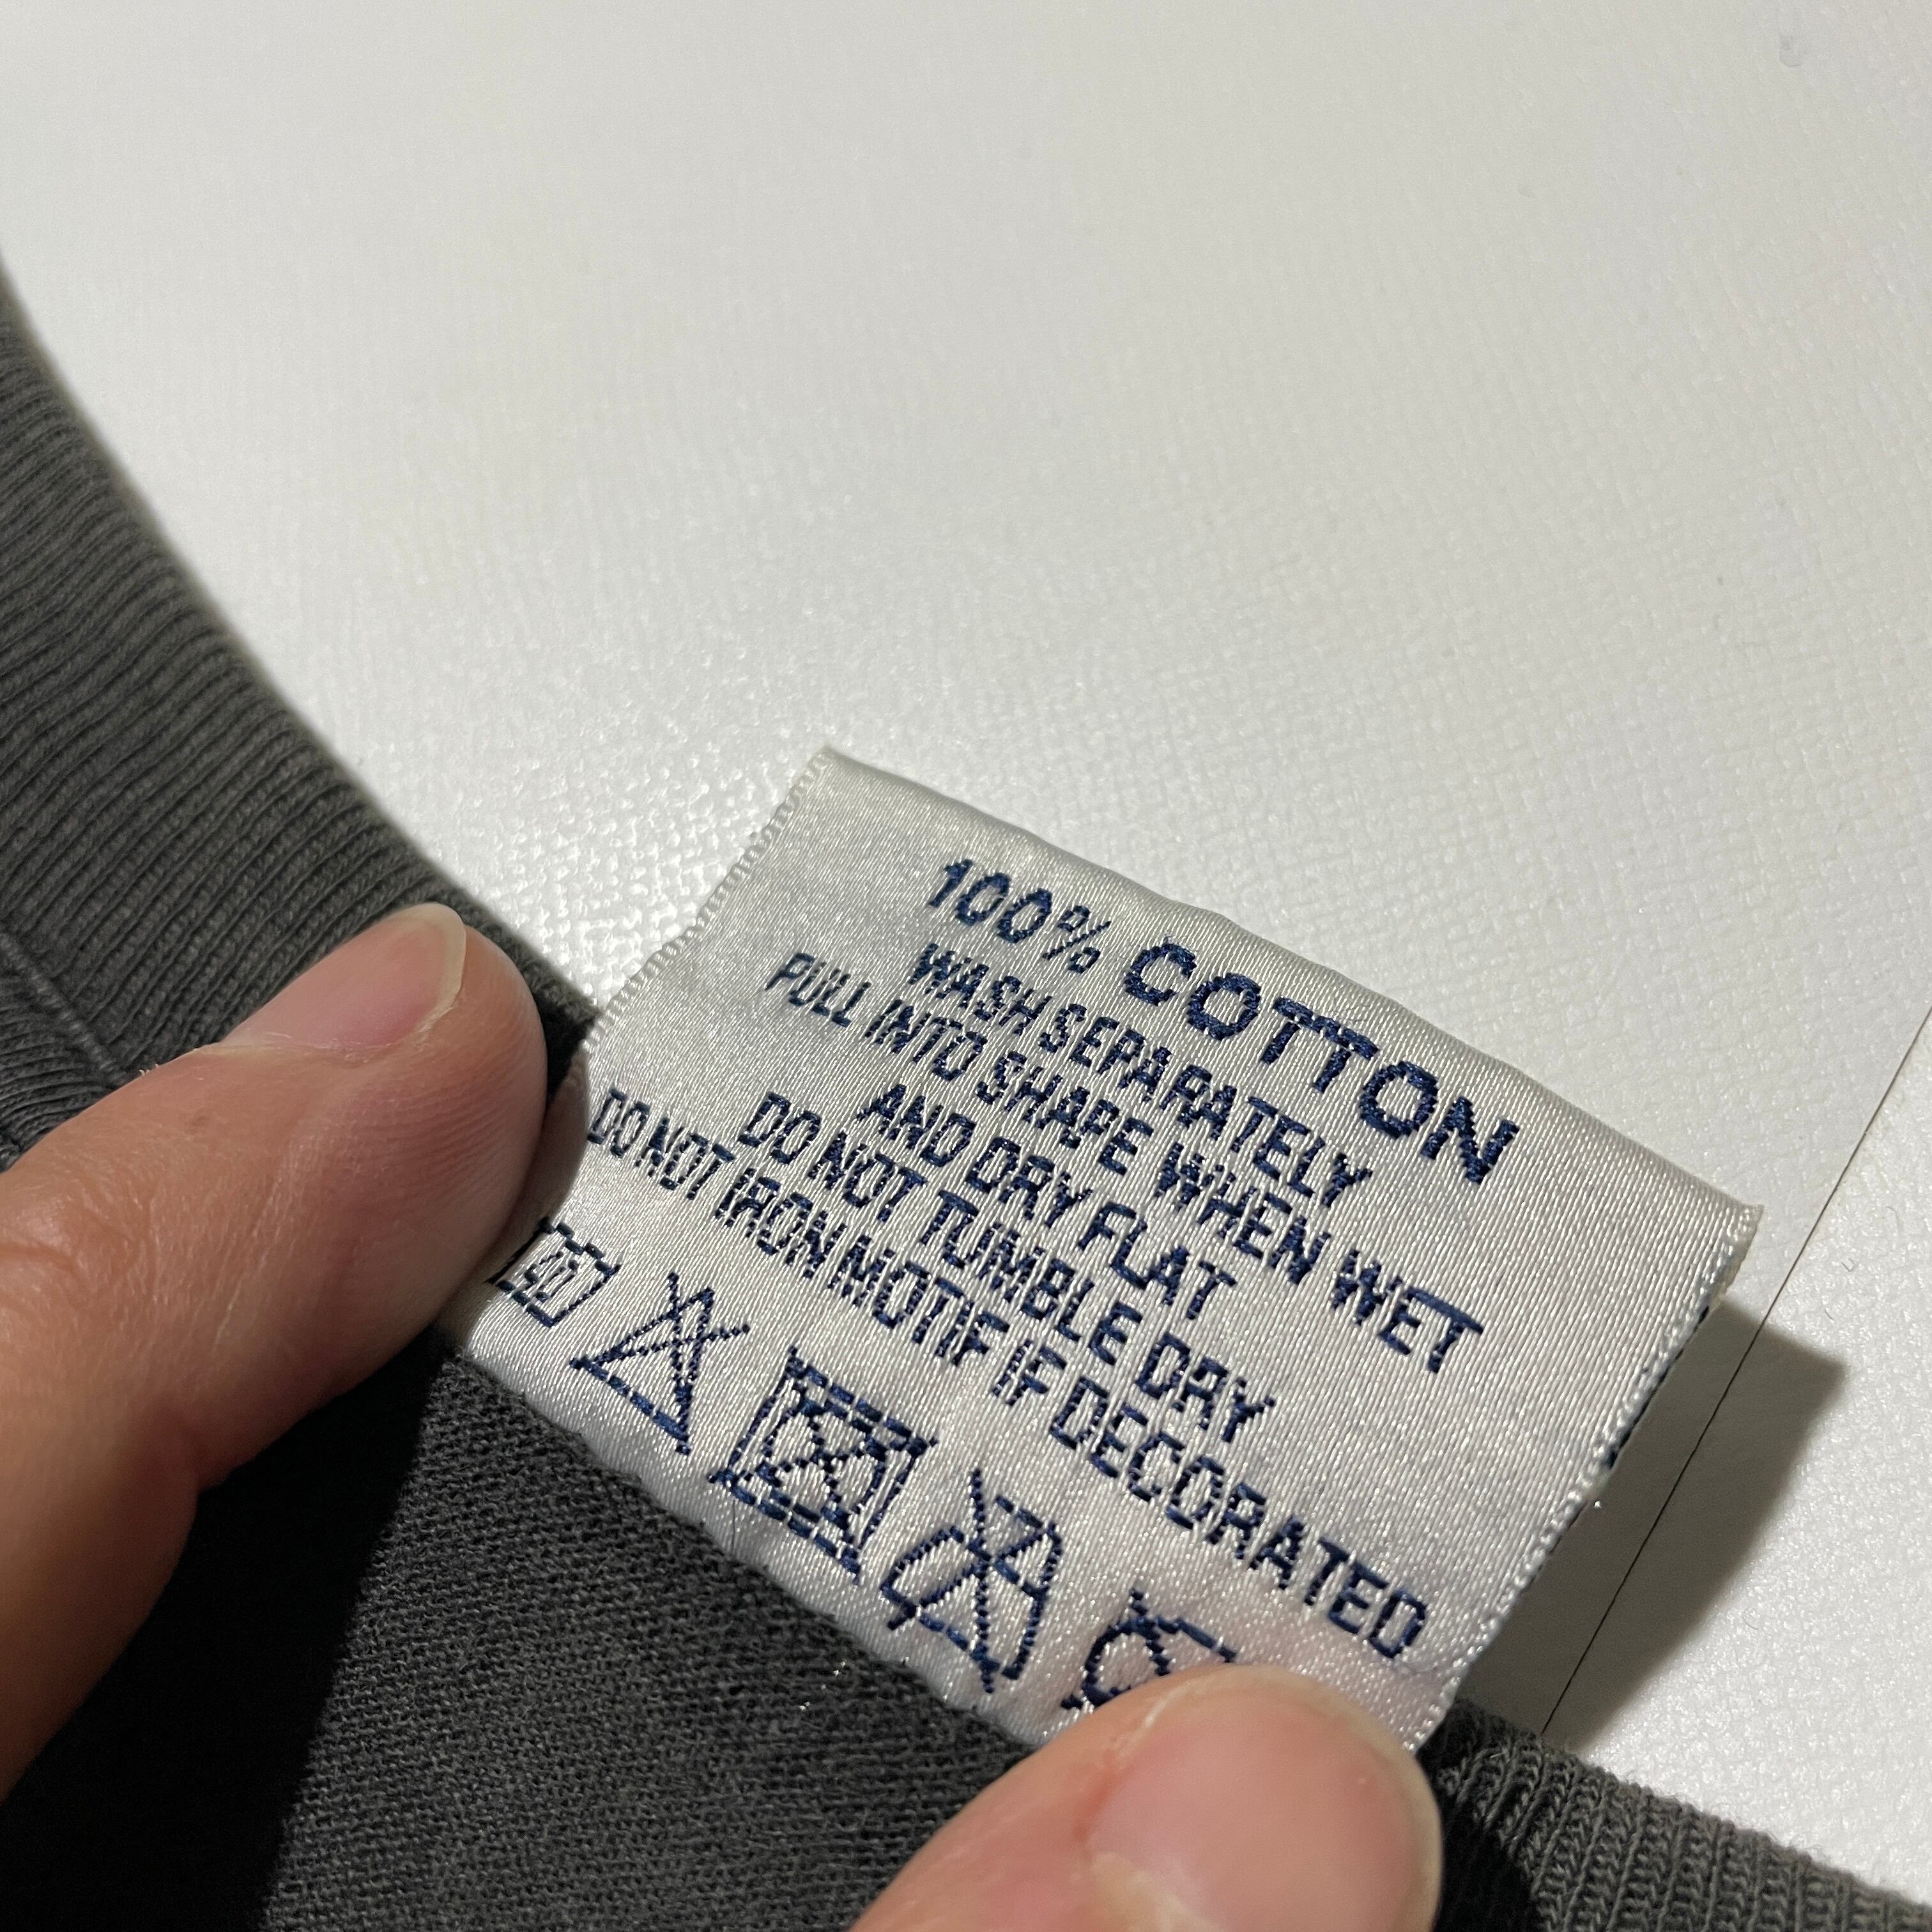 100% COTTON
WASH SEPARATELY
PULL INTO SHAPE WHEN WET
AND DRY FLAT
DO NOT TUMBLE DRY
DO NOT IRON MOTIF IF DECORATED
40